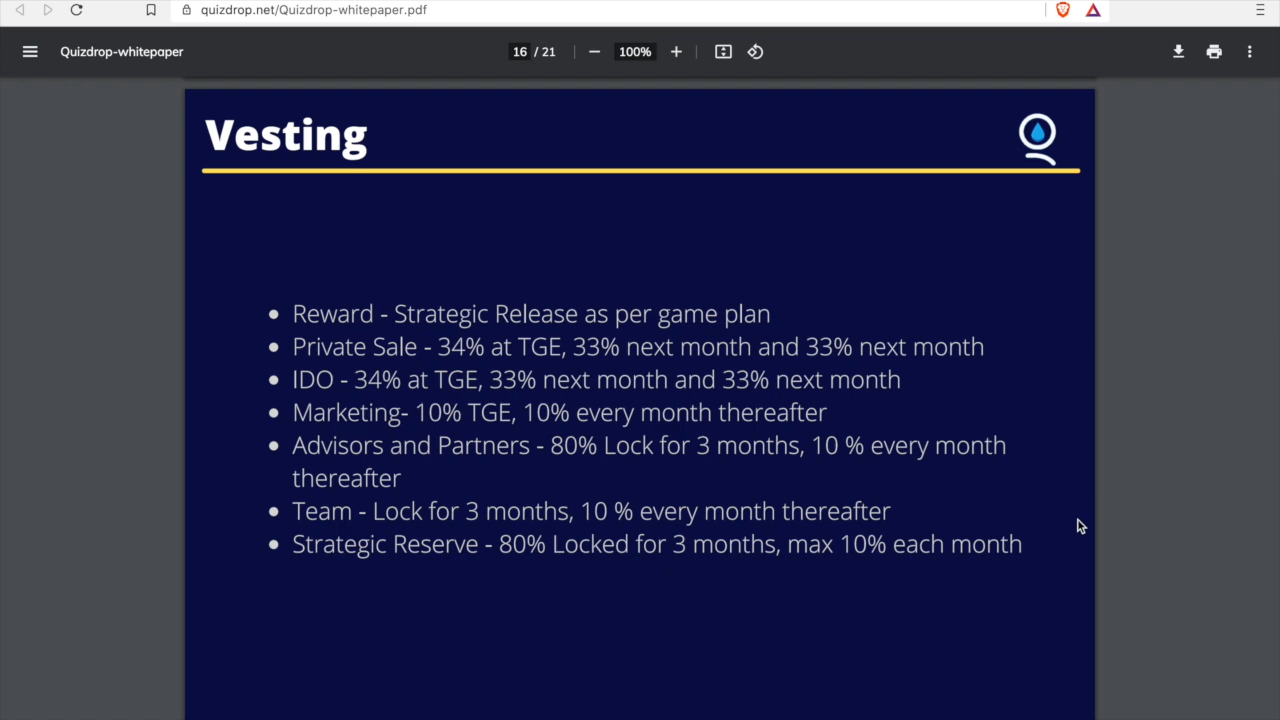 quizdrop.net/Quizdrop-whitepaper.pdf
Quizdrop-whitepaper
16 / 21
100%
Vesting
Reward - Strategic Release as per game plan
Private Sale - 34% at TGE, 33% next month and 33% next month
IDO - 34% at TGE, 33% next month and 33% next month
Marketing- 10% TGE, 10% every month thereafter
Advisors and Partners - 80% Lock for 3 months, 10 % every month
thereafter
Team - Lock for 3 months, 10 % every month thereafter
Strategic Reserve - 80% Locked for 3 months, max 10% each month